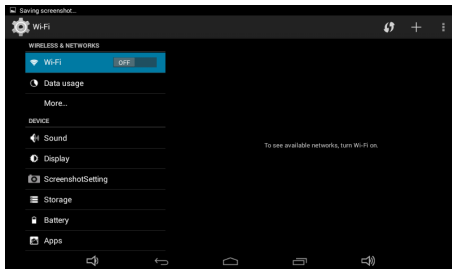 Saving screenshot...
Wi-Fi
WIRELESS & NETWORKS
Wi-Fi OFF
Data usage
More...
DEVICE
Sound
Display
ScreenshotSetting
Storage
Battery
Apps
To see available networks, turn Wi-Fi on.